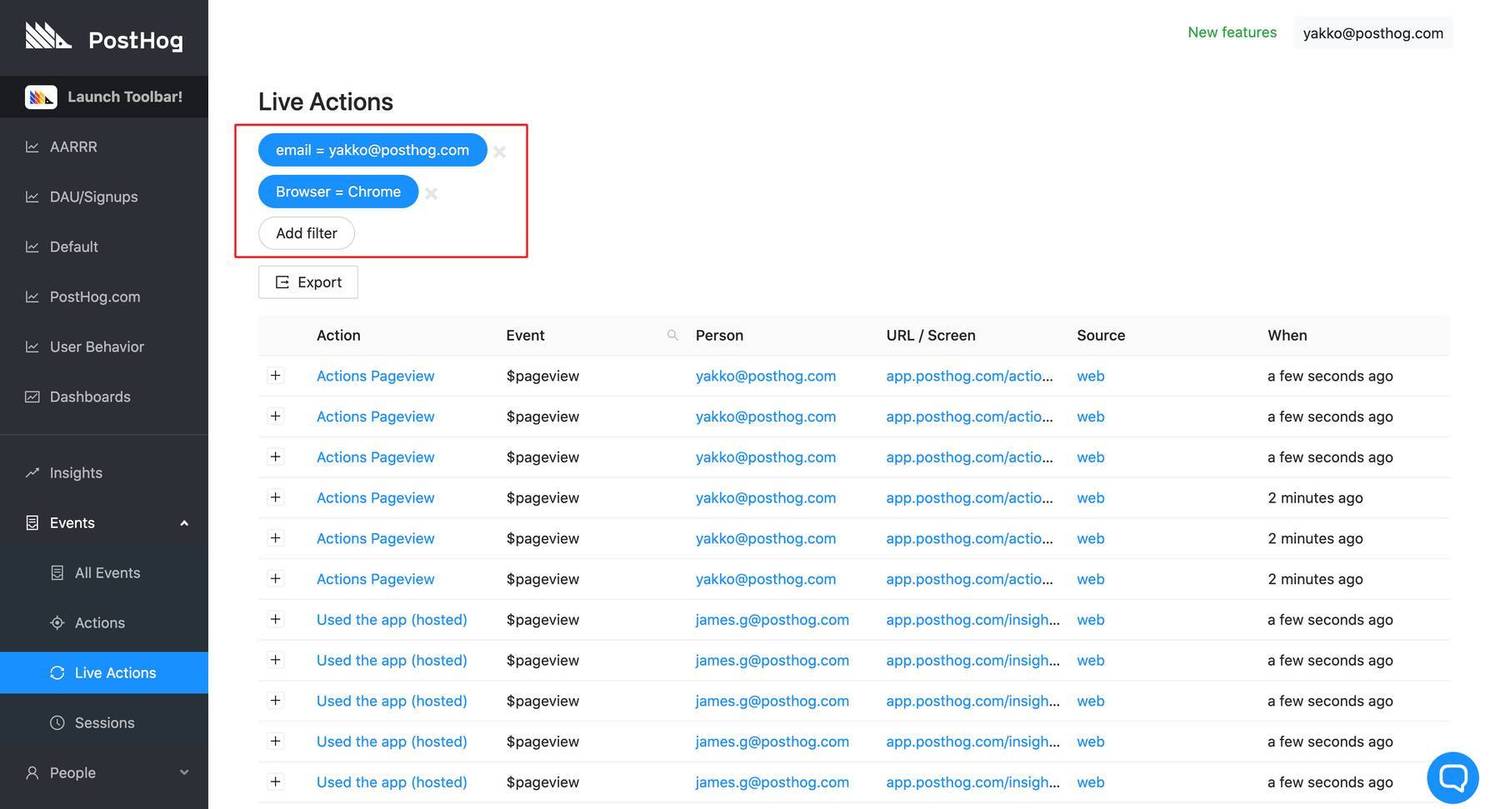 PostHog
New features
yakko@posthog.com
Launch Toolbar!
AARRR
DAU/Signups
Default
PostHog.com
User Behavior
Dashboards
Insights
Events
All Events
Actions
Live Actions
Sessions
People
Live Actions
email = yakko@posthog.com
Browser = Chrome
Add filter
Export
Action Event Person URL / Screen Source When
Actions Pageview $pageview yakko@posthog.com app.posthog.com/actio... web a few seconds ago
Actions Pageview $pageview yakko@posthog.com app.posthog.com/actio... web a few seconds ago
Actions Pageview $pageview yakko@posthog.com app.posthog.com/actio... web a few seconds ago
Actions Pageview $pageview yakko@posthog.com app.posthog.com/actio... web 2 minutes ago
Actions Pageview $pageview yakko@posthog.com app.posthog.com/actio... web 2 minutes ago
Actions Pageview $pageview yakko@posthog.com app.posthog.com/actio... web 2 minutes ago
Used the app (hosted) $pageview james.g@posthog.com app.posthog.com/insigh... web a few seconds ago
Used the app (hosted) $pageview james.g@posthog.com app.posthog.com/insigh... web a few seconds ago
Used the app (hosted) $pageview james.g@posthog.com app.posthog.com/insigh... web a few seconds ago
Used the app (hosted) $pageview james.g@posthog.com app.posthog.com/insigh... web a few seconds ago
Used the app (hosted) $pageview james.g@posthog.com app.posthog.com/insigh... web a few seconds ago